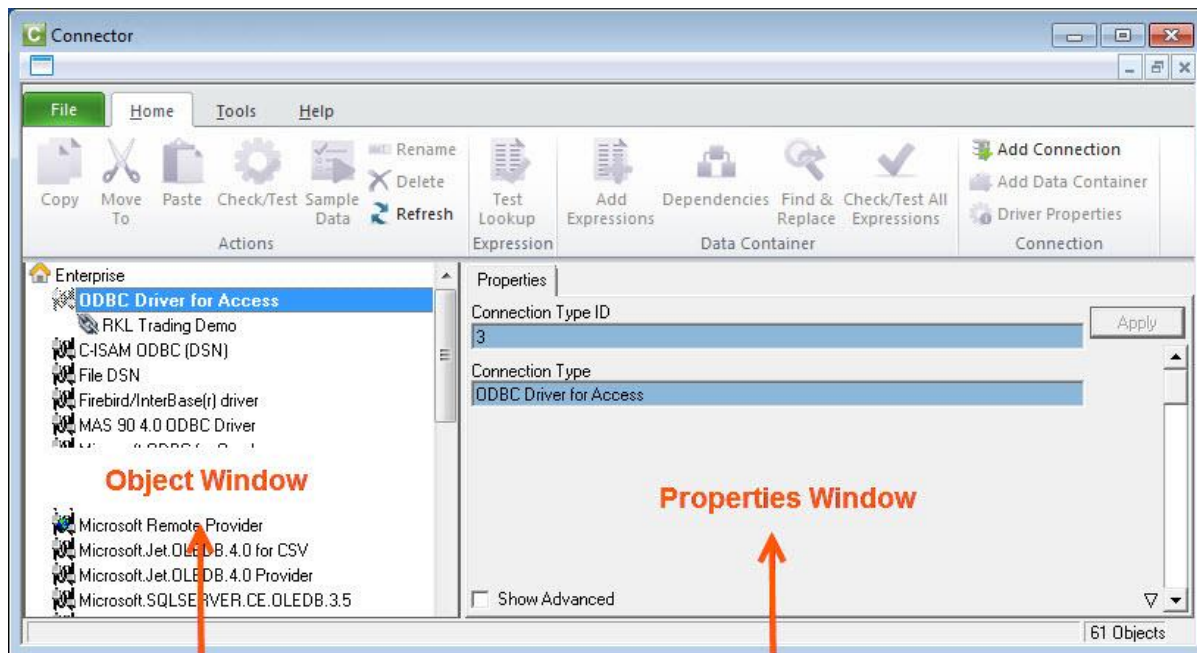 Connector
File Home Tools Help
Copy
Move To
Paste
Check/Test
Sample Data
Rename
Delete
Refresh
Actions
Test Lookup
Expression
Add Expressions
Dependencies
Find & Replace
Check/Test All Expressions
Data Container
Add Connection
Add Data Container
Driver Properties
Connection
Enterprise
ODBC Driver for Access
RKL Trading Demo
C-ISAM ODBC (DSN)
File DSN
Firebird/InterBase(r) driver
MAS 90 4.0 ODBC Driver
Object Window
Microsoft Remote Provider
Microsoft.Jet.OLEDB.4.0 for CSV
Microsoft.Jet.OLEDB.4.0 Provider
Microsoft.SQLSERVER.CE.OLEDB.3.5
Properties
Connection Type ID
3
Apply
Connection Type
ODBC Driver for Access
Properties Window
Show Advanced
61 Objects